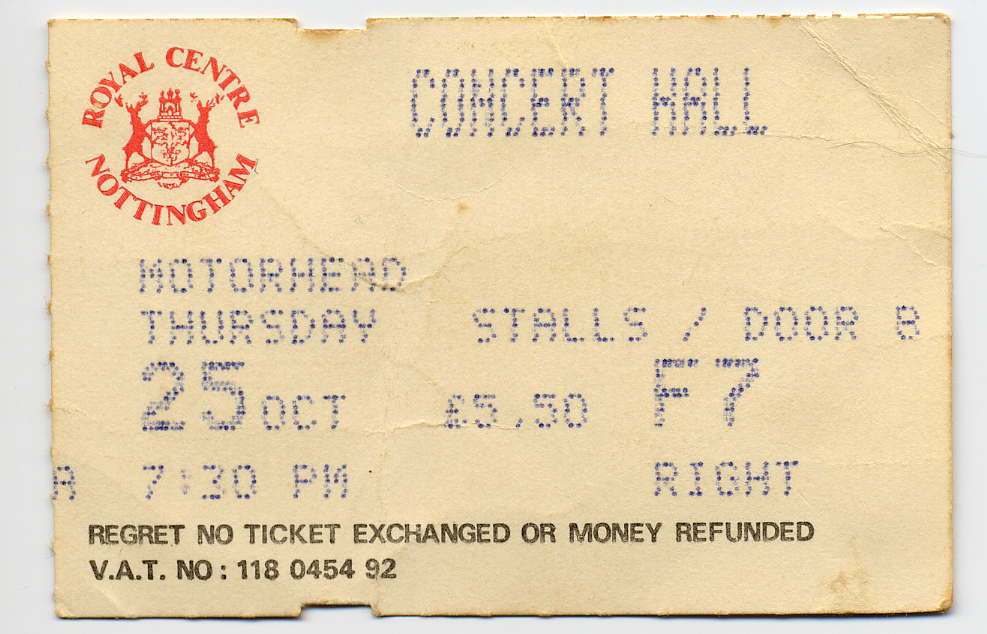 ROYAL CENTRE
NOTTINGHAM
CONCERT HALL
MOTORHEAD
THURSDAY STALLS / DOOR 8
25 OCT £5.50 F7
A 7:30 PM RIGHT
REGRET NO TICKET EXCHANGED OR MONEY REFUNDED
V.A.T. NO : 118 0454 92